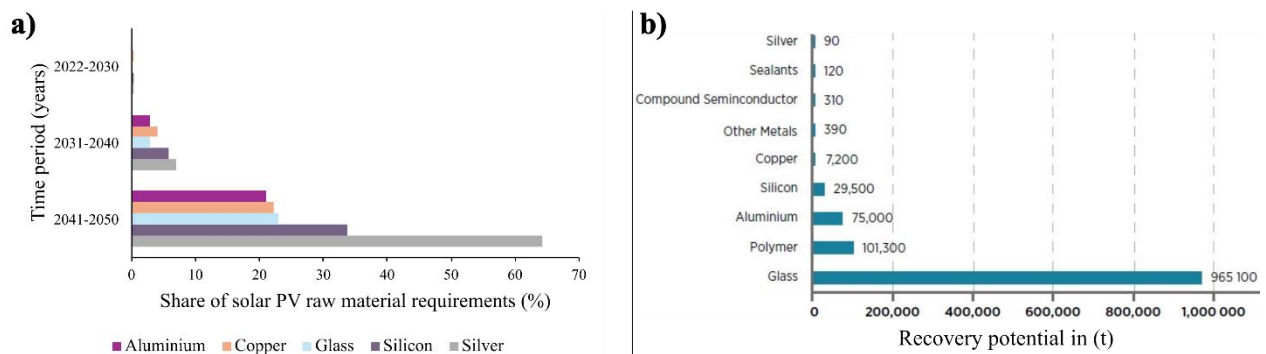 a)
Time period (years)
2022-2030
2031-2040
2041-2050
0 10 20 30 40 50 60 70
Share of solar PV raw material requirements (%)
Aluminium Copper Glass Silicon Silver
b)
Silver 90
Sealants 120
Compound Seminconductor 310
Other Metals 390
Copper 7,200
Silicon 29,500
Aluminium 75,000
Polymer 101,300
Glass 965 100
0 200,000 400,000 600,000 800,000 1,000,000
Recovery potential in (t)